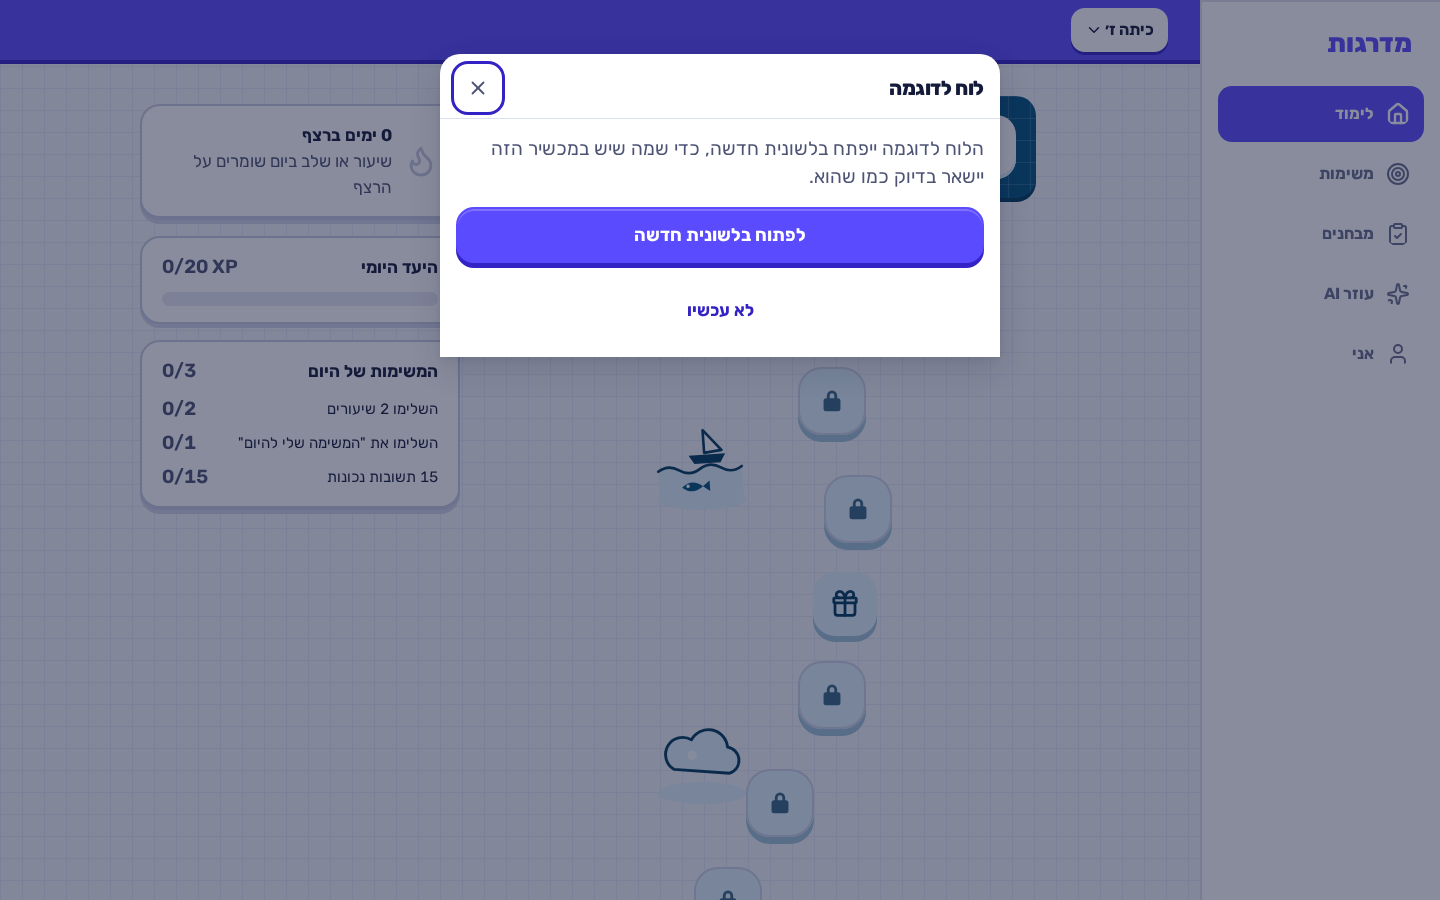 מדרגות
לימוד
משימות
מבחנים
עוזר AI
אני
כיתה ז׳
לוח לדוגמה
הלוח לדוגמה ייפתח בלשונית חדשה, כדי שמה שיש במכשיר הזה
יישאר בדיוק כמו שהוא.
לפתוח בלשונית חדשה
לא עכשיו
0 ימים ברצף
שיעור או שלב ביום שומרים על
הרצף
היעד היומי
0/20 XP
המשימות של היום
0/3
השלימו 2 שיעורים
0/2
השלימו את "המשימה שלי להיום"
0/1
15 תשובות נכונות
0/15